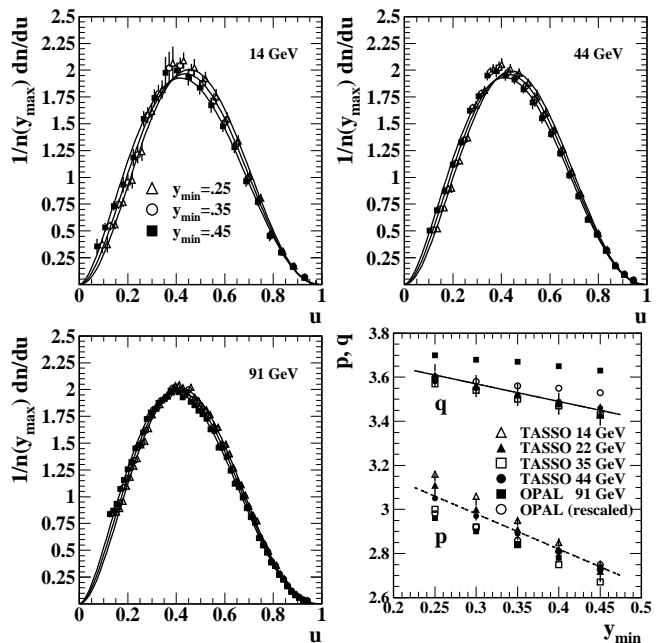 1/n(y_max) dn/du
2.5
2.25
2
1.75
1.5
1.25
1
0.75
0.5
0.25
14 GeV
y_min=.25
y_min=.35
y_min=.45
0 0.2 0.4 0.6 0.8 1
u
1/n(y_max) dn/du
2.5
2.25
2
1.75
1.5
1.25
1
0.75
0.5
0.25
44 GeV
0 0.2 0.4 0.6 0.8 1
u
1/n(y_max) dn/du
2.5
2.25
2
1.75
1.5
1.25
1
0.75
0.5
0.25
91 GeV
0 0.2 0.4 0.6 0.8 1
u
p, q
3.8
3.6
3.4
3.2
3.0
2.8
2.6
q
TASSO 14 GeV
TASSO 22 GeV
TASSO 35 GeV
TASSO 44 GeV
OPAL 91 GeV
OPAL (rescaled)
p
0.2 0.25 0.3 0.35 0.4 0.45 0.5
y_min